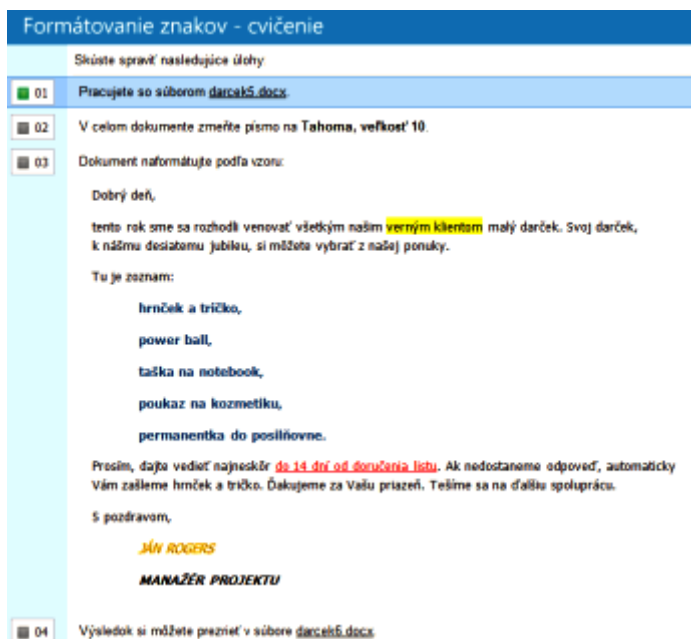 Formátovanie znakov - cvičenie
Skúste spraviť nasledujúce úlohy
01 Pracujete so súborom darcek5.docx.
02 V celom dokumente zmeňte písmo na Tahoma, veľkosť 10.
03 Dokument naformátujte podľa vzoru:
Dobrý deň,
tento rok sme sa rozhodli venovať všetkým našim verným klientom malý darček. Svoj darček,
k nášmu desiatemu jubileu, si môžete vybrať z našej ponuky.
Tu je zoznam:
hrnček a tričko,
power ball,
taška na notebook,
poukaz na kozmetiku,
permanentka do posilňovne.
Prosím, dajte vedieť najneskôr do 14 dní od doručenia listu. Ak nedostaneme odpoveď, automaticky
Vám zašleme hrnček a tričko. Ďakujeme za Vašu priazeň. Tešíme sa na ďalšiu spoluprácu.
S pozdravom,
JÁN ROGERS
MANAŽÉR PROJEKTU
04 Výsledok si môžete prezrieť v súbore darcek6.docx